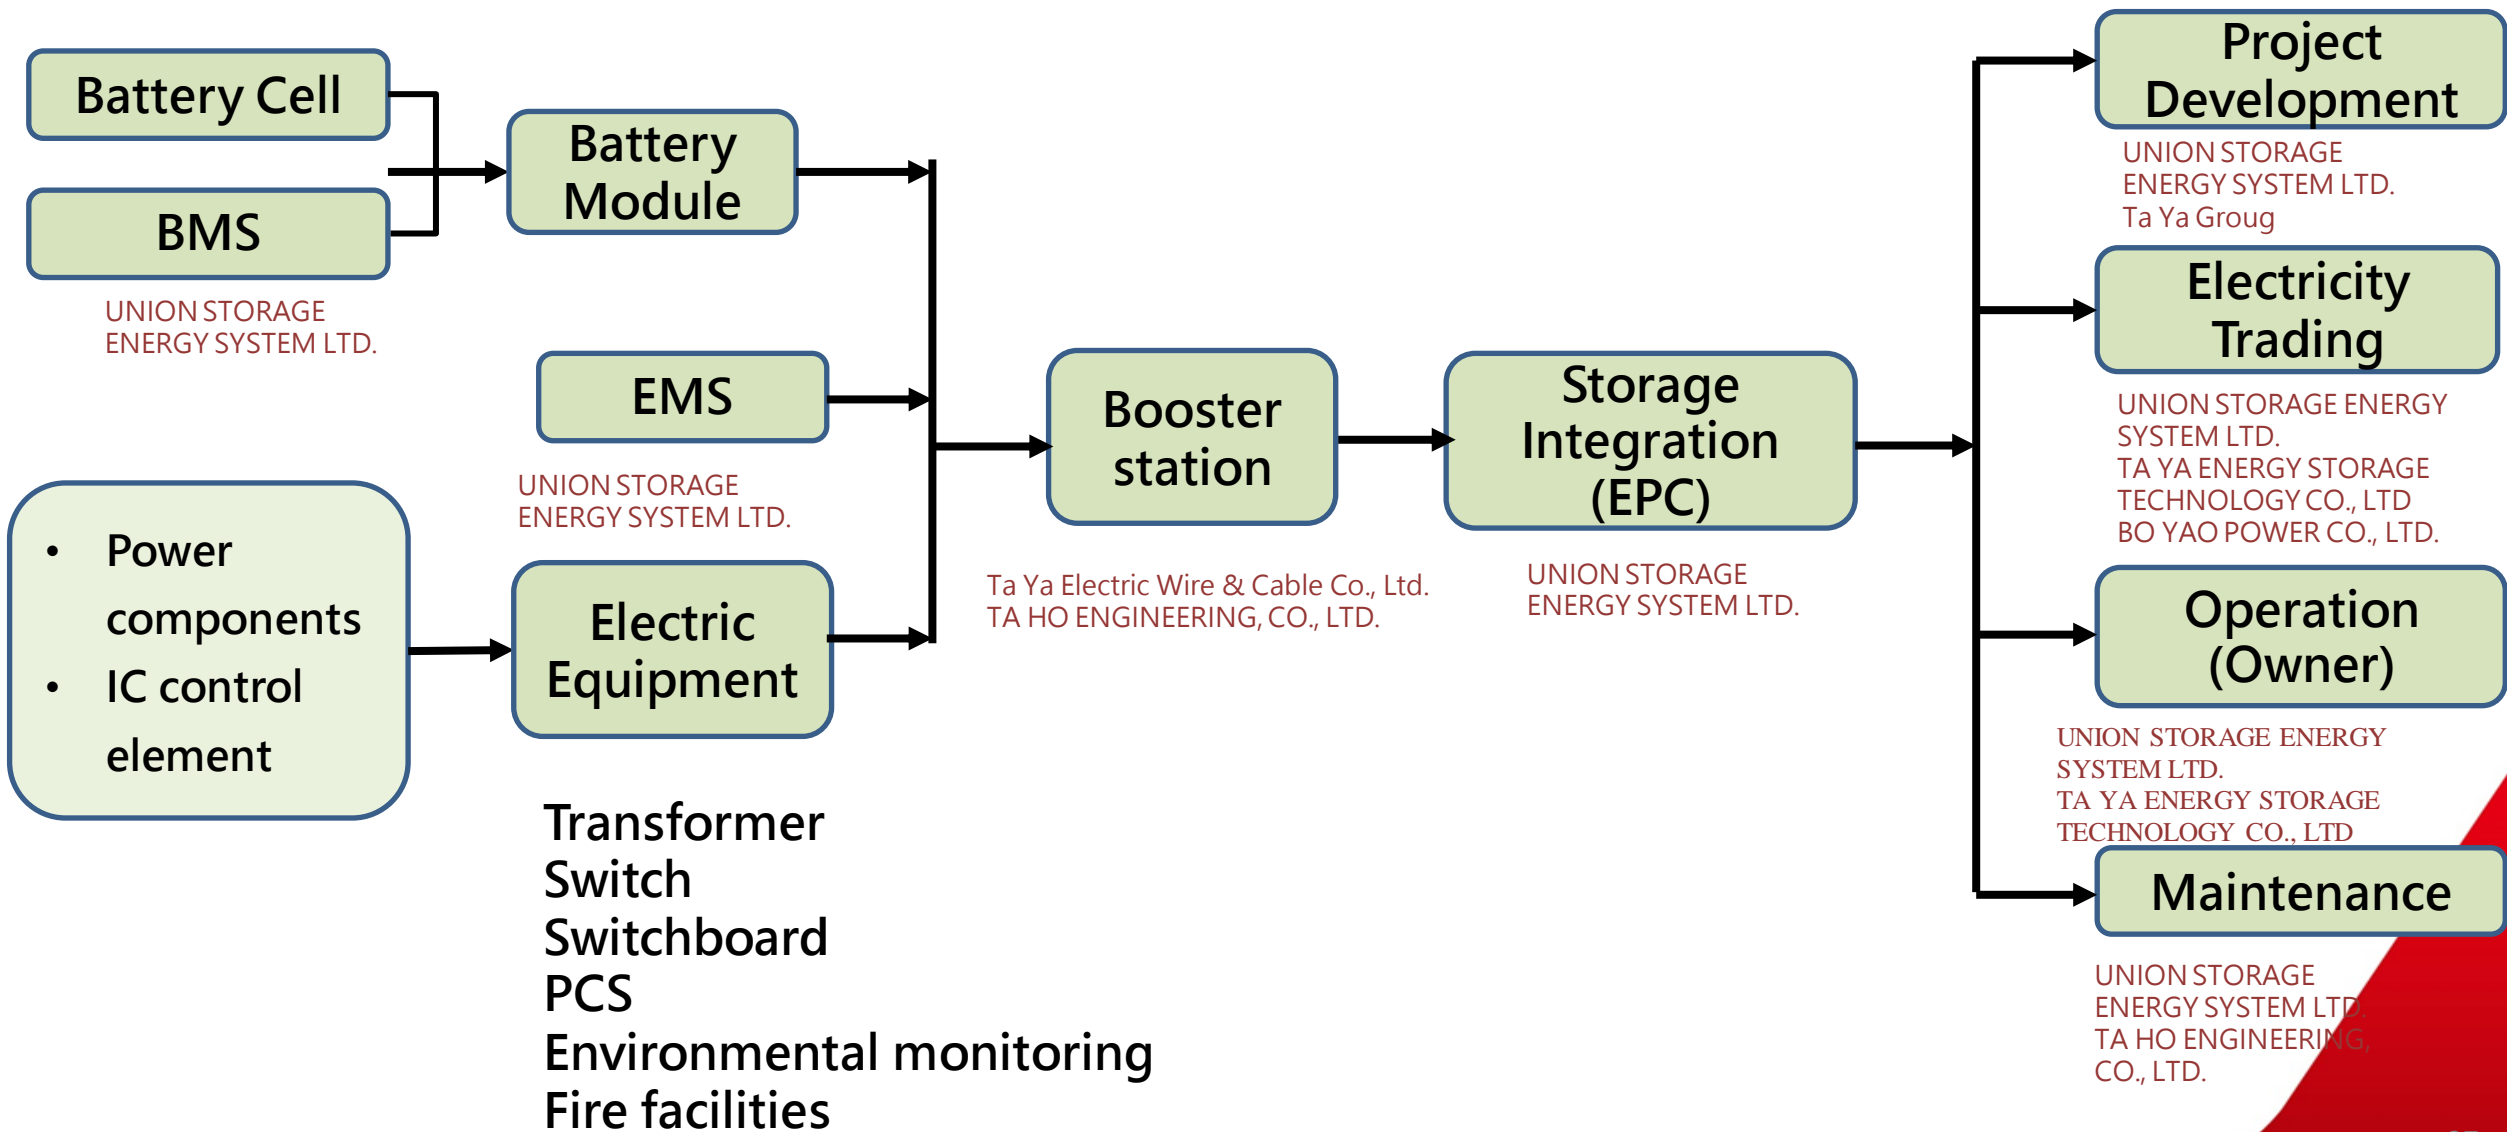 Battery Cell
BMS
UNION STORAGE
ENERGY SYSTEM LTD.
• Power
components
• IC control
element
Battery
Module
EMS
UNION STORAGE
ENERGY SYSTEM LTD.
Electric
Equipment
Transformer
Switch
Switchboard
PCS
Environmental monitoring
Fire facilities
Booster
station
Ta Ya Electric Wire & Cable Co., Ltd.
TA HO ENGINEERING, CO., LTD.
Storage
Integration
(EPC)
UNION STORAGE
ENERGY SYSTEM LTD.
Project
Development
UNION STORAGE
ENERGY SYSTEM LTD.
Ta Ya Groug
Electricity
Trading
UNION STORAGE ENERGY
SYSTEM LTD.
TA YA ENERGY STORAGE
TECHNOLOGY CO., LTD
BO YAO POWER CO., LTD.
Operation
(Owner)
UNION STORAGE ENERGY
SYSTEM LTD.
TA YA ENERGY STORAGE
TECHNOLOGY CO., LTD
Maintenance
UNION STORAGE
ENERGY SYSTEM LTD.
TA HO ENGINEERING,
CO., LTD.